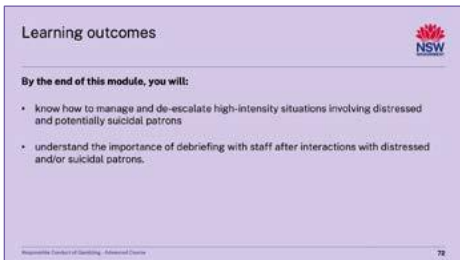 Learning outcomes
NSW
GOVERNMENT
By the end of this module, you will:
• know how to manage and de-escalate high-intensity situations involving distressed
and potentially suicidal patrons
• understand the importance of debriefing with staff after interactions with distressed
and/or suicidal patrons.
Responsible Conduct of Gambling - Advanced Course
72